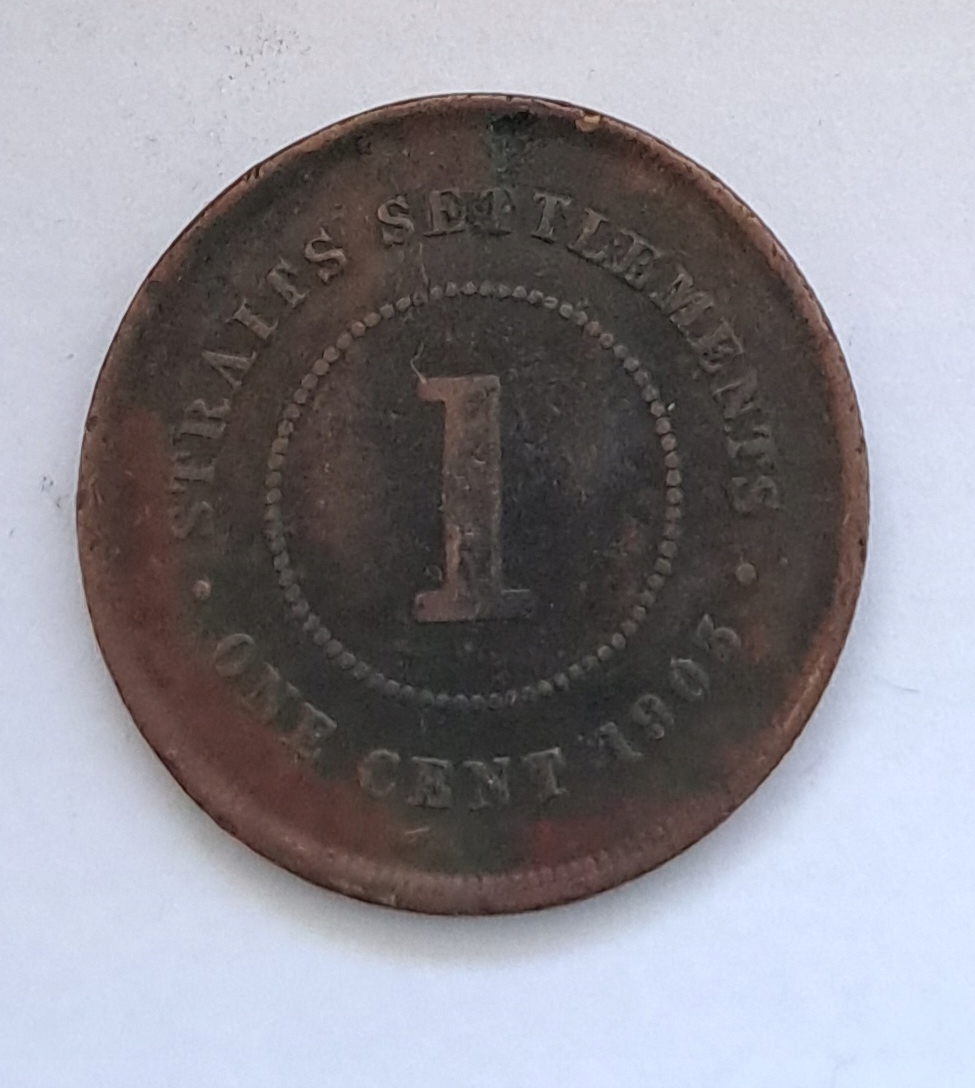 STRAITS SETTLEMENTS
1
ONE CENT 1903